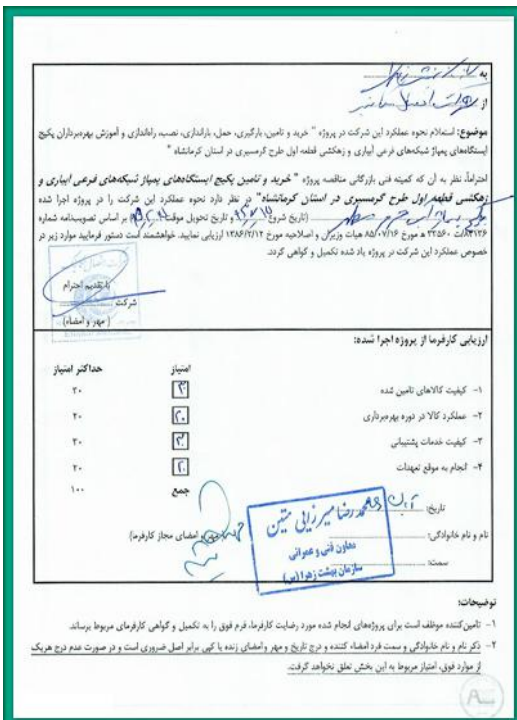 به
از
موضوع: استعلام نحوه عملکرد این شرکت در پروژه " خرید و تامین، بارگیری، حمل، باراندازی، نصب، راه‌اندازی و آموزش بهره‌برداران پکیج
ایستگاههای پمپاژ شبکه‌های فرعی آبیاری و زهکشی قطعه اول طرح گرمسیری در استان کرمانشاه "
احتراماً، نظر به آن که کمیته فنی بازرگانی مناقصه پروژه " خرید و تامین پکیج ایستگاههای پمپاژ شبکه‌های فرعی آبیاری و
زهکشی قطعه اول طرح گرمسیری در استان کرمانشاه" در نظر دارد نحوه عملکرد این شرکت را در پروژه اجرا شده
(تاریخ شروع و تاریخ تحویل موقت) بر اساس تصویبنامه شماره
۸۴۱۳۶/ت ۳۳۵۶۰ ه مورخ ۸۵/۰۷/۱۶ هیات وزیران و اصلاحیه مورخ ۱۳۸۶/۲/۱۲ ارزیابی نمایید. خواهشمند است دستور فرمایید موارد زیر در
خصوص عملکرد این شرکت در پروژه یاد شده تکمیل و گواهی گردد.
با تقدیم احترام
شرکت
( مهر و امضاء)
ارزیابی کارفرما از پروژه اجرا شده:
امتیاز حداکثر امتیاز
۱- کیفیت کالاهای تامین شده ۳۰ ۳۰
۲- عملکرد کالا در دوره بهره‌برداری ۲۰ ۲۰
۳- کیفیت خدمات پشتیبانی ۳۰ ۳۰
۴- انجام به موقع تعهدات ۲۰ ۲۰
جمع ۱۰۰
تاریخ:
محمدرضا میرزایی متین
نام و نام خانوادگی: امضای مجاز کارفرما)
معاون فنی و عمرانی
سمت:
سازمان بهشت زهرا (س)
توضیحات:
۱- تامین‌کننده موظف است برای پروژه‌های انجام شده مورد رضایت کارفرما، فرم فوق را به تکمیل و گواهی کارفرمای مربوط برساند.
۲- ذکر نام و نام خانوادگی و سمت فرد امضاء کننده و درج تاریخ و مهر و امضای زنده یا کپی برابر اصل ضروری است و در صورت عدم درج هریک
از موارد فوق، امتیاز مربوط به این بخش تعلق نخواهد گرفت.